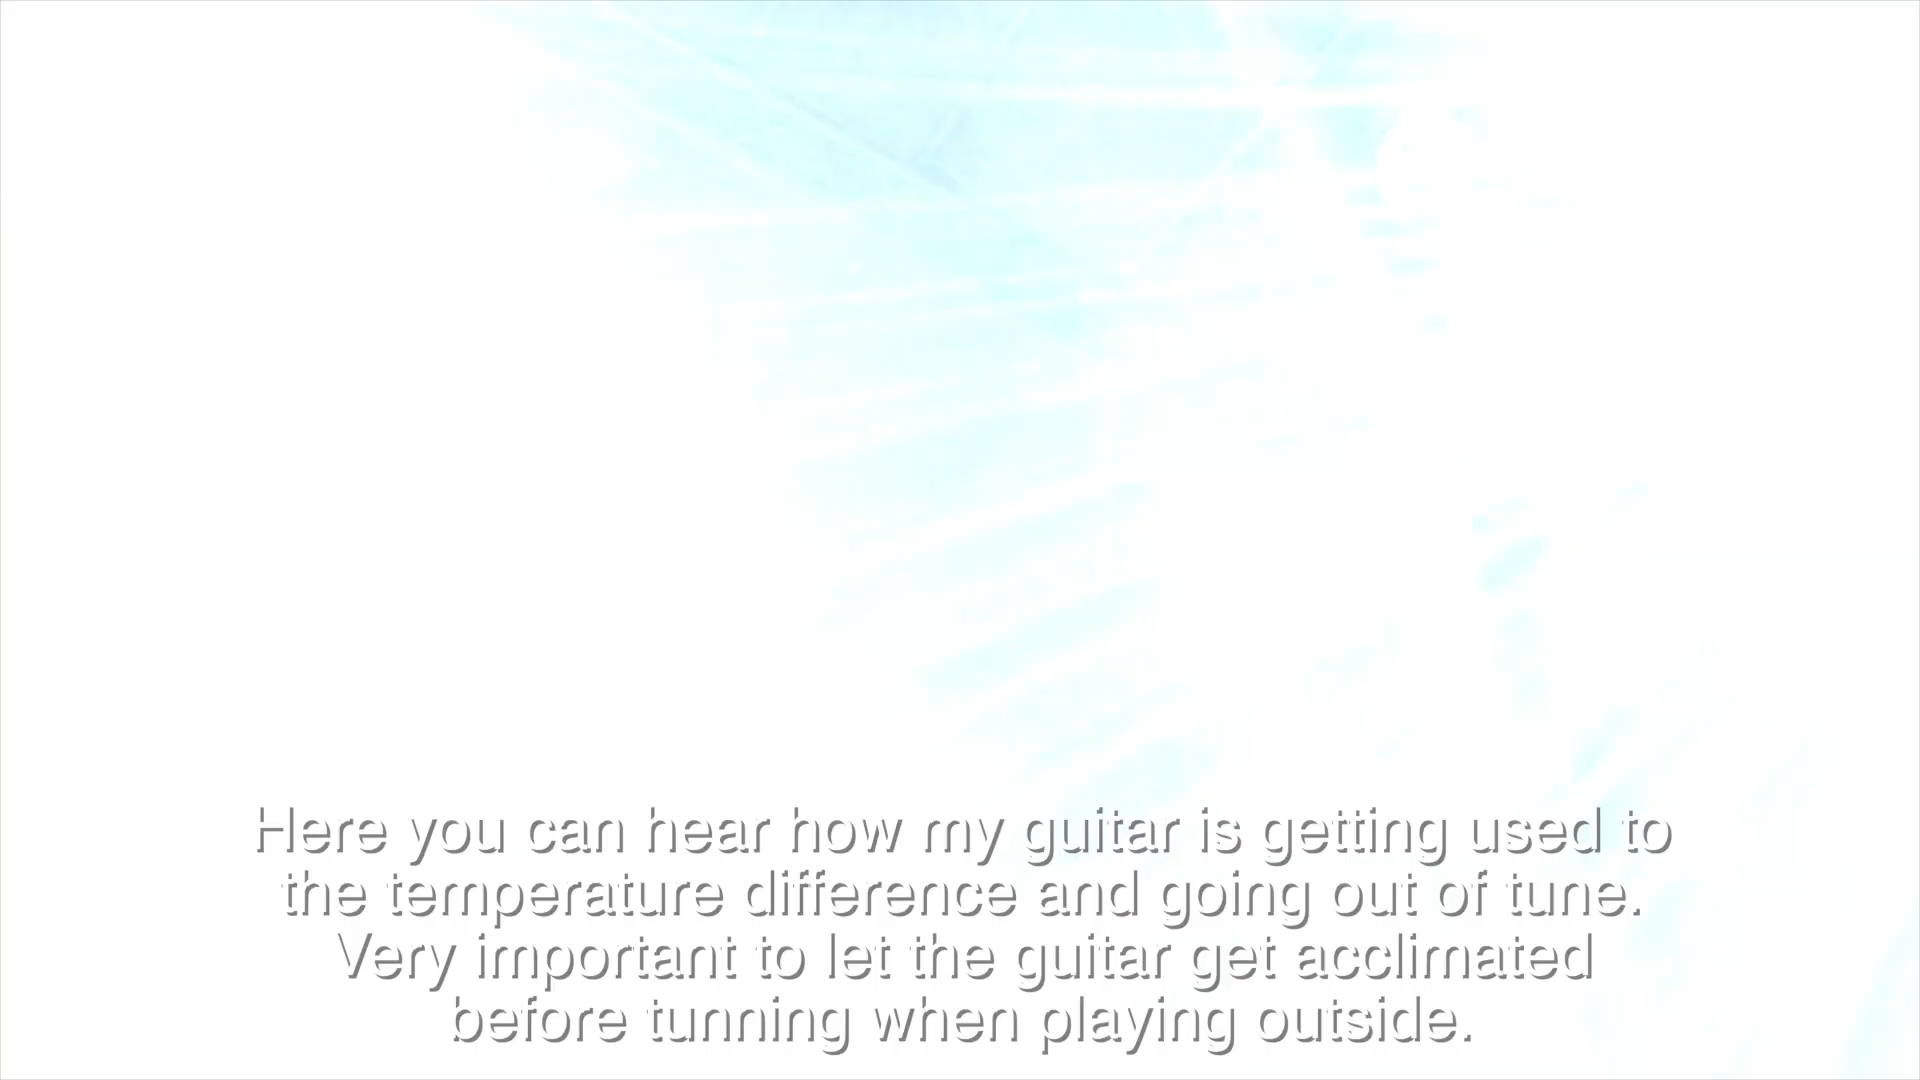 Here you can hear how my guitar is getting used to
the temperature difference and going out of tune.
Very important to let the guitar get acclimated
before tunning when playing outside.